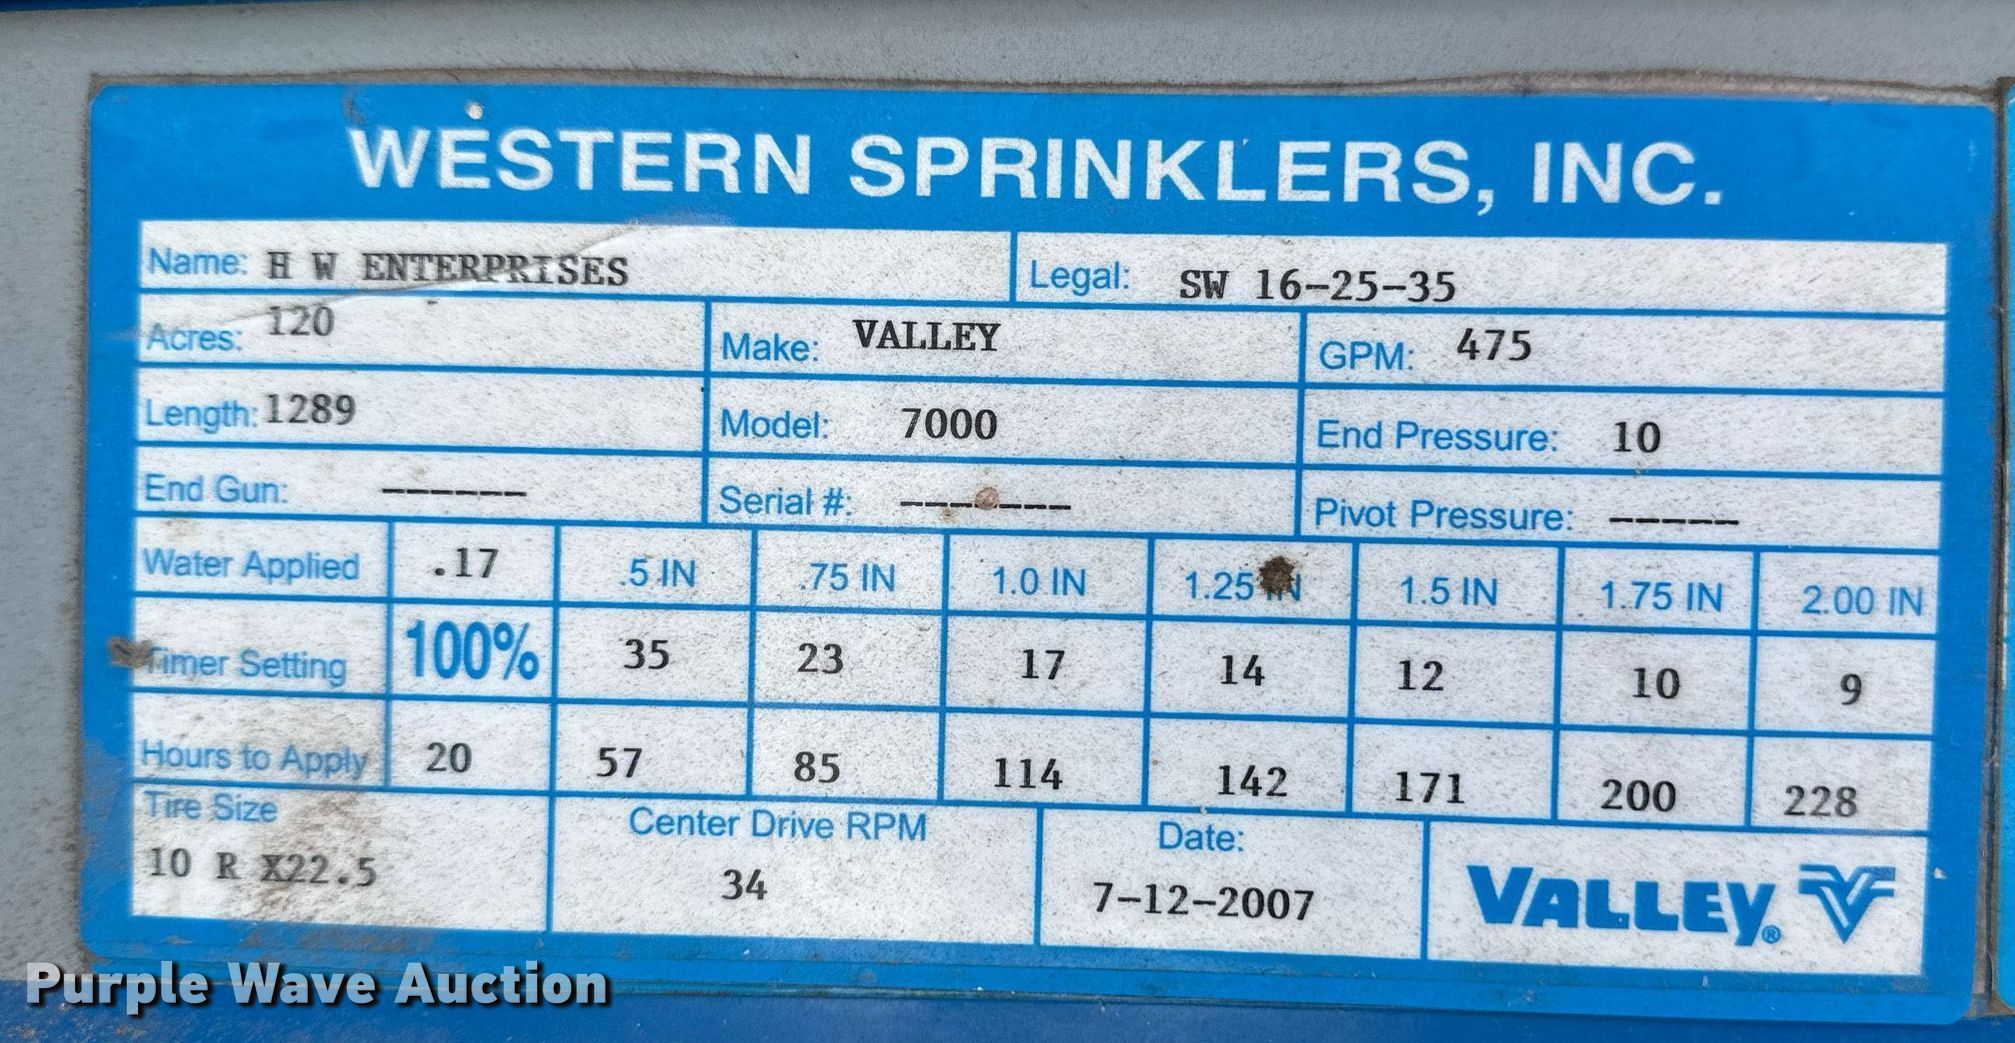 WESTERN SPRINKLERS, INC.
Name: H W ENTERPRISES Legal: SW 16-25-35
Acres: 120 Make: VALLEY GPM: 475
Length: 1289 Model: 7000 End Pressure: 10
End Gun: ------ Serial #: ------- Pivot Pressure: -----
Water Applied .17 .5 IN .75 IN 1.0 IN 1.25 IN 1.5 IN 1.75 IN 2.00 IN
Timer Setting 100% 35 23 17 14 12 10 9
Hours to Apply 20 57 85 114 142 171 200 228
Tire Size Center Drive RPM Date:
10 R X22.5 34 7-12-2007 VALLEY®
Purple Wave Auction